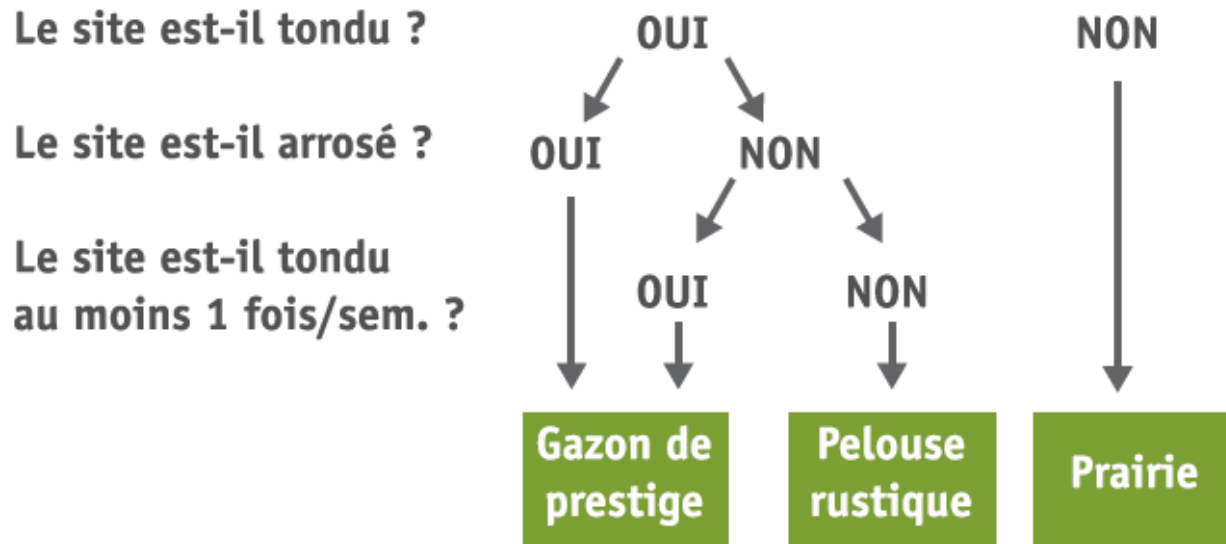 Le site est-il tondu ? OUI NON
Le site est-il arrosé ? OUI NON
Le site est-il tondu
au moins 1 fois/sem. ? OUI NON
Gazon de
prestige
Pelouse
rustique
Prairie